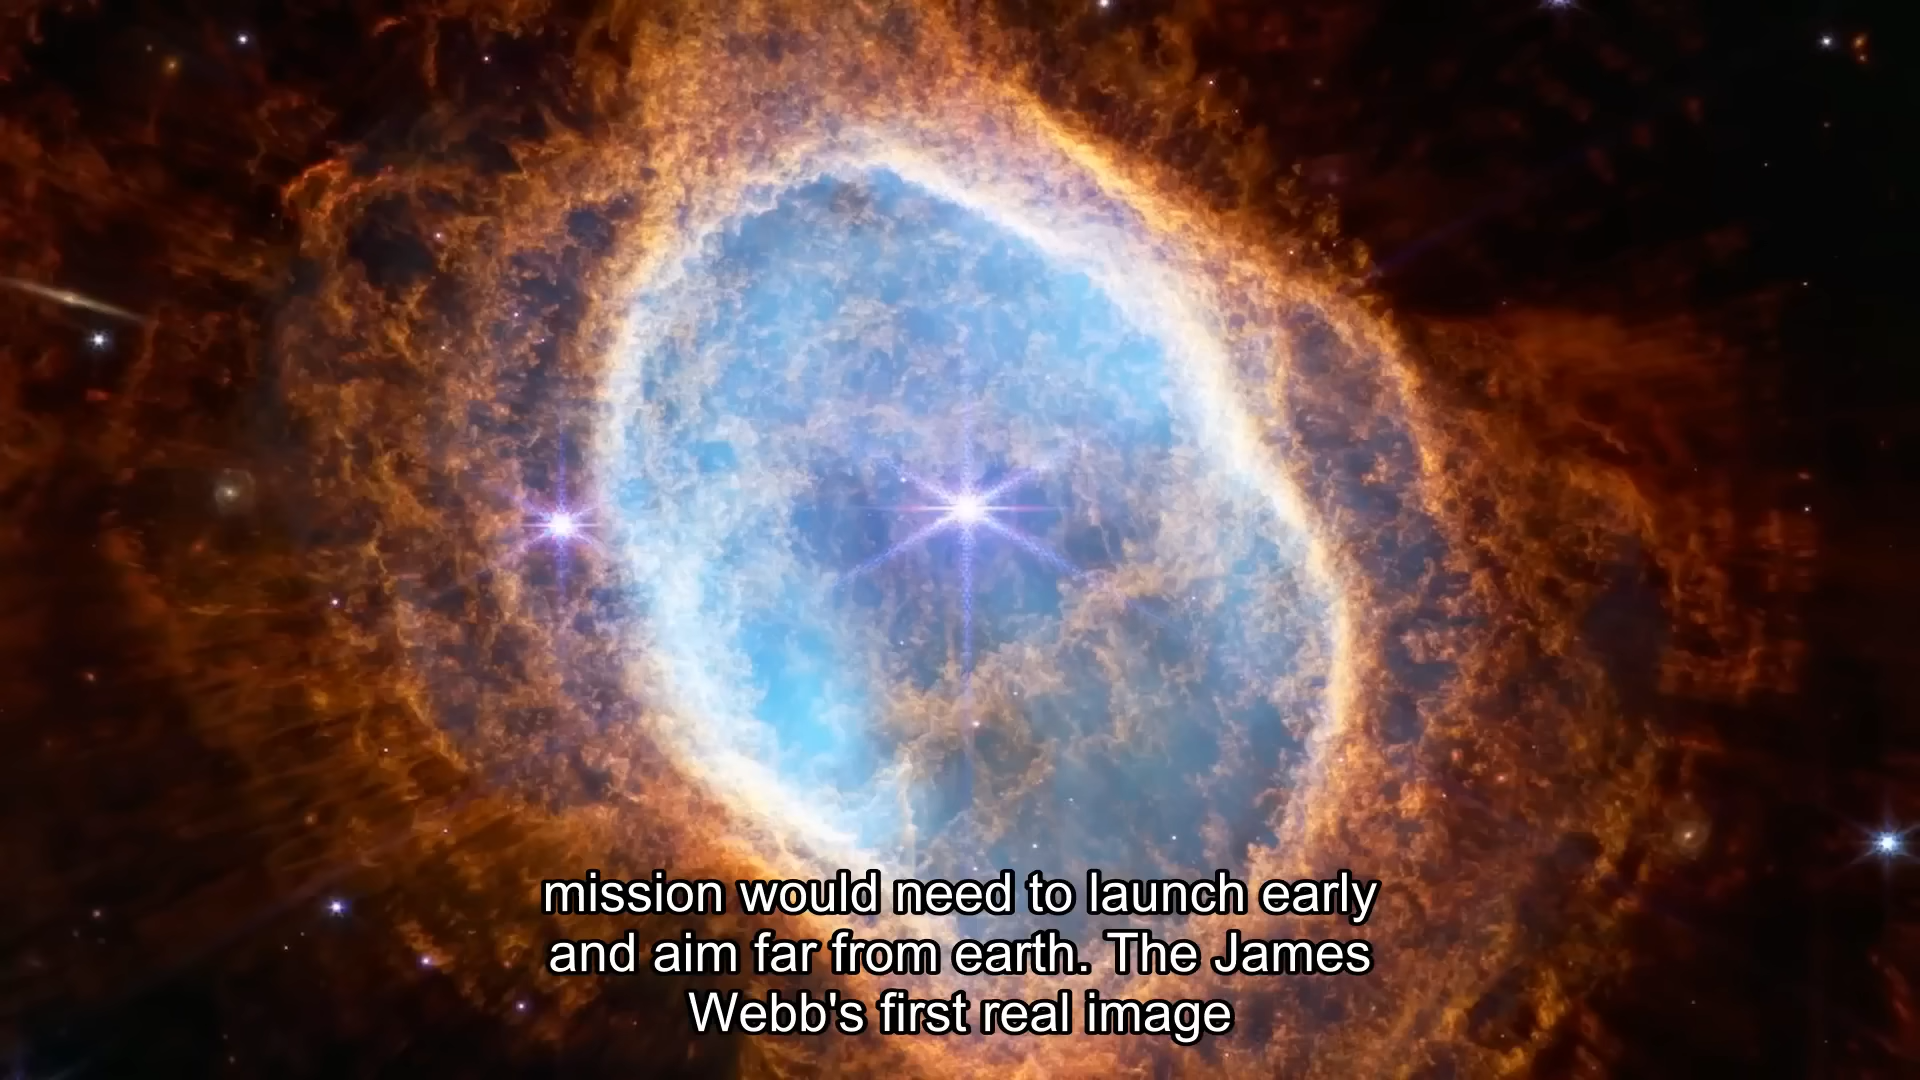 mission would need to launch early
and aim far from earth. The James
Webb's first real image